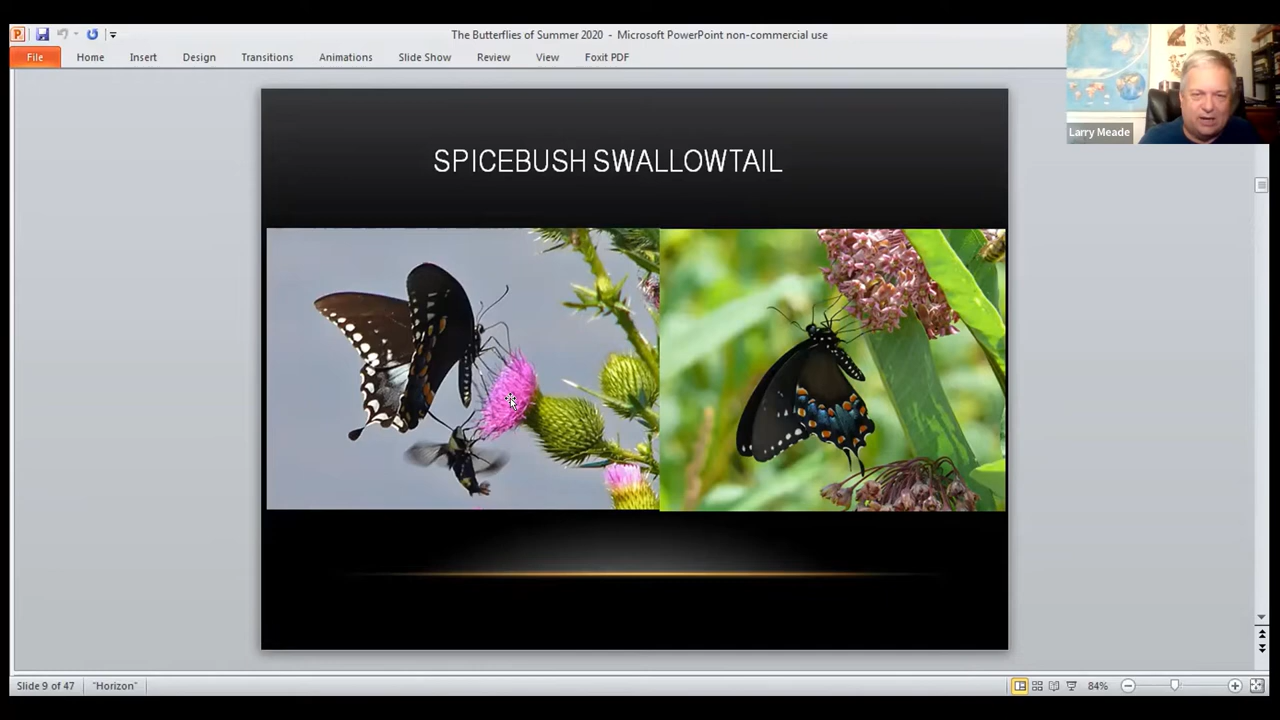 The Butterflies of Summer 2020 - Microsoft PowerPoint non-commercial use
File Home Insert Design Transitions Animations Slide Show Review View Foxit PDF
Larry Meade
SPICEBUSH SWALLOWTAIL
Slide 9 of 47 "Horizon" 84%